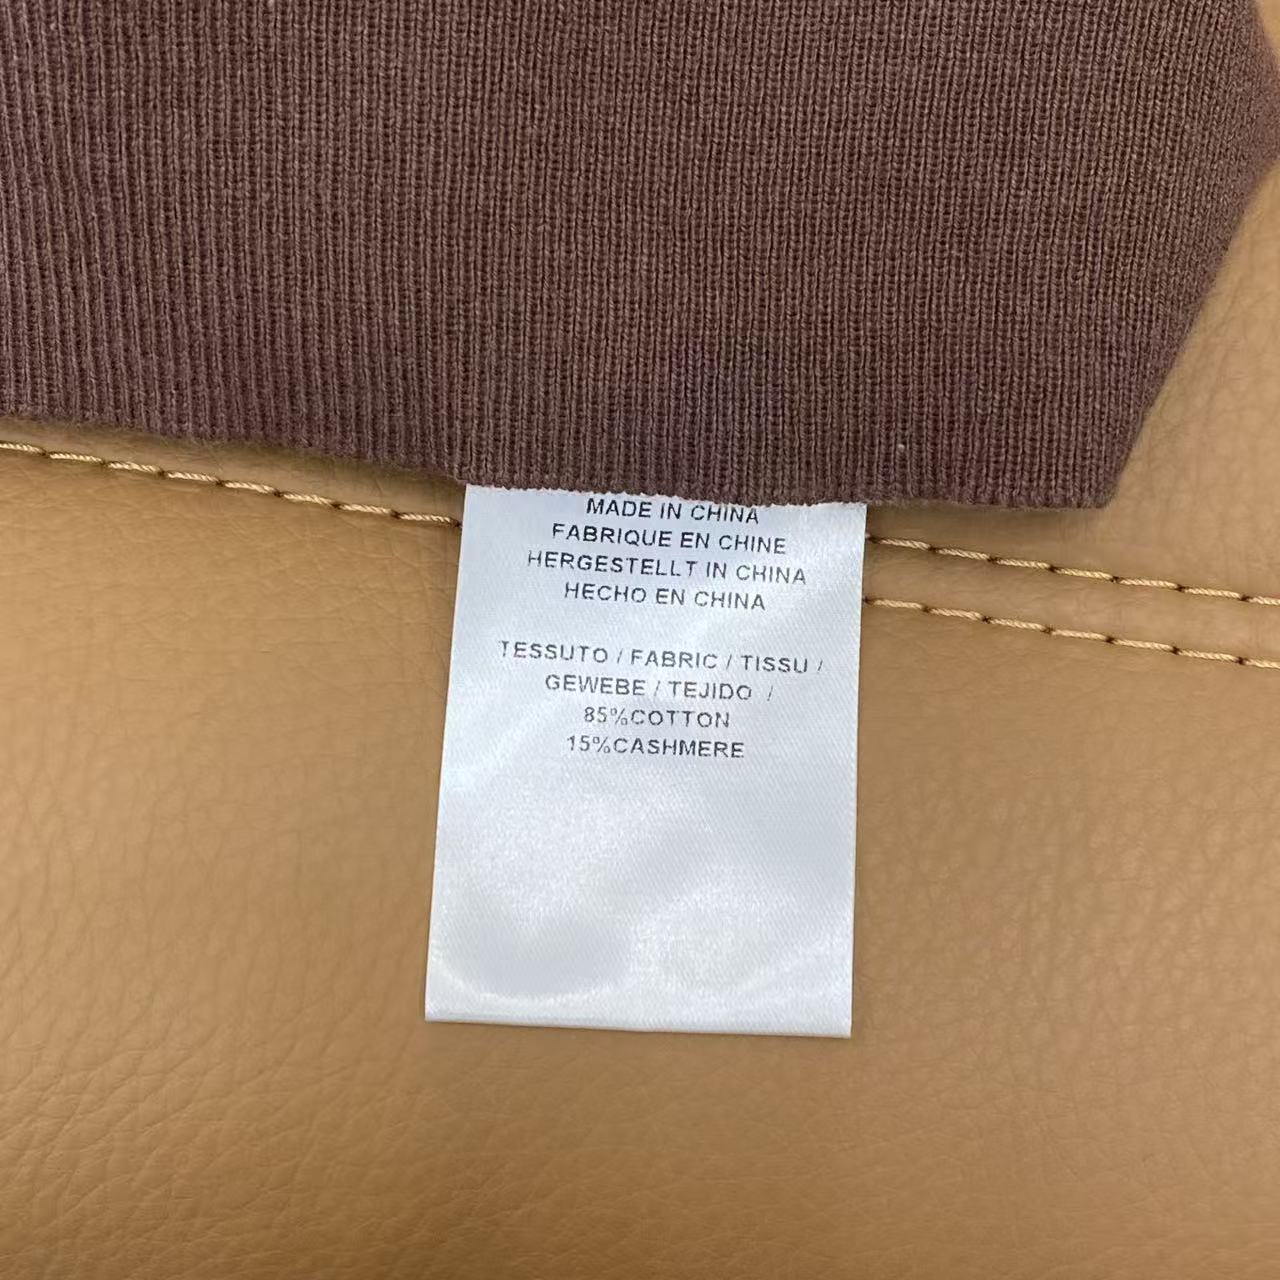 MADE IN CHINA
FABRIQUE EN CHINE
HERGESTELLT IN CHINA
HECHO EN CHINA
TESSUTO / FABRIC / TISSU /
GEWEBE / TEJIDO /
85%COTTON
15%CASHMERE